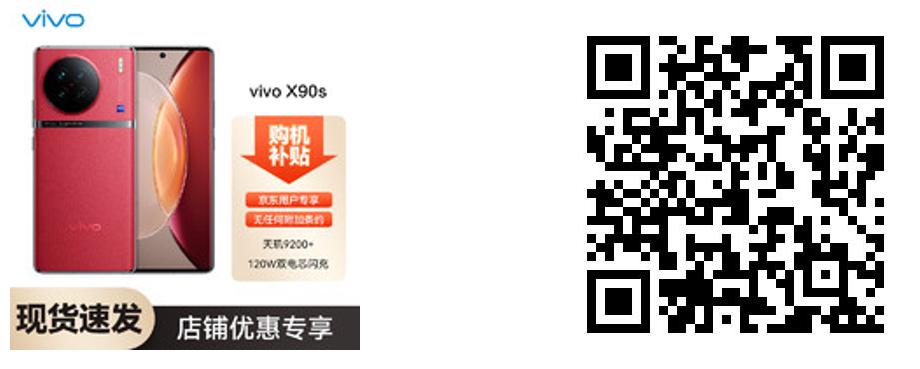 vivo
vivo X90s
购机
补贴
京东用户专享
无任何附加条约
天玑9200+
120W双电芯闪充
vivo
现货速发
店铺优惠专享